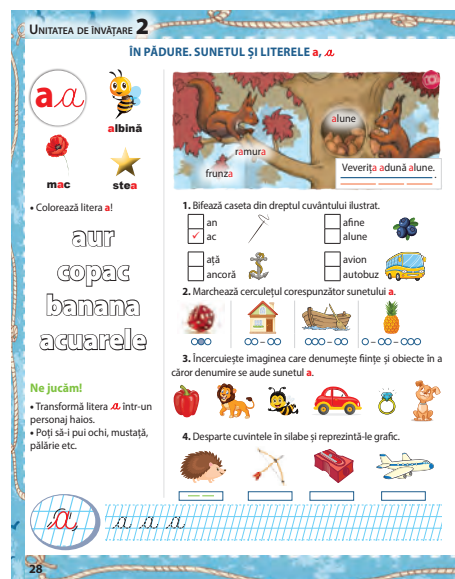 UNITATEA DE ÎNVĂȚARE 2
ÎN PĂDURE. SUNETUL ȘI LITERELE a, a
a a
albină
mac
stea
• Colorează litera a!
aur
copac
banana
acuarele
Ne jucăm!
• Transformă litera a într-un
personaj haios.
• Poți să-i pui ochi, mustață,
pălărie etc.
alune
ramura
frunza
Veverița adună alune.
1. Bifează caseta din dreptul cuvântului ilustrat.
an
✓ ac
afine
alune
ață
ancoră
avion
autobuz
2. Marchează cerculețul corespunzător sunetului a.
3. Încercuiește imaginea care denumește ființe și obiecte în a
căror denumire se aude sunetul a.
4. Desparte cuvintele în silabe și reprezintă-le grafic.
a a a a
28